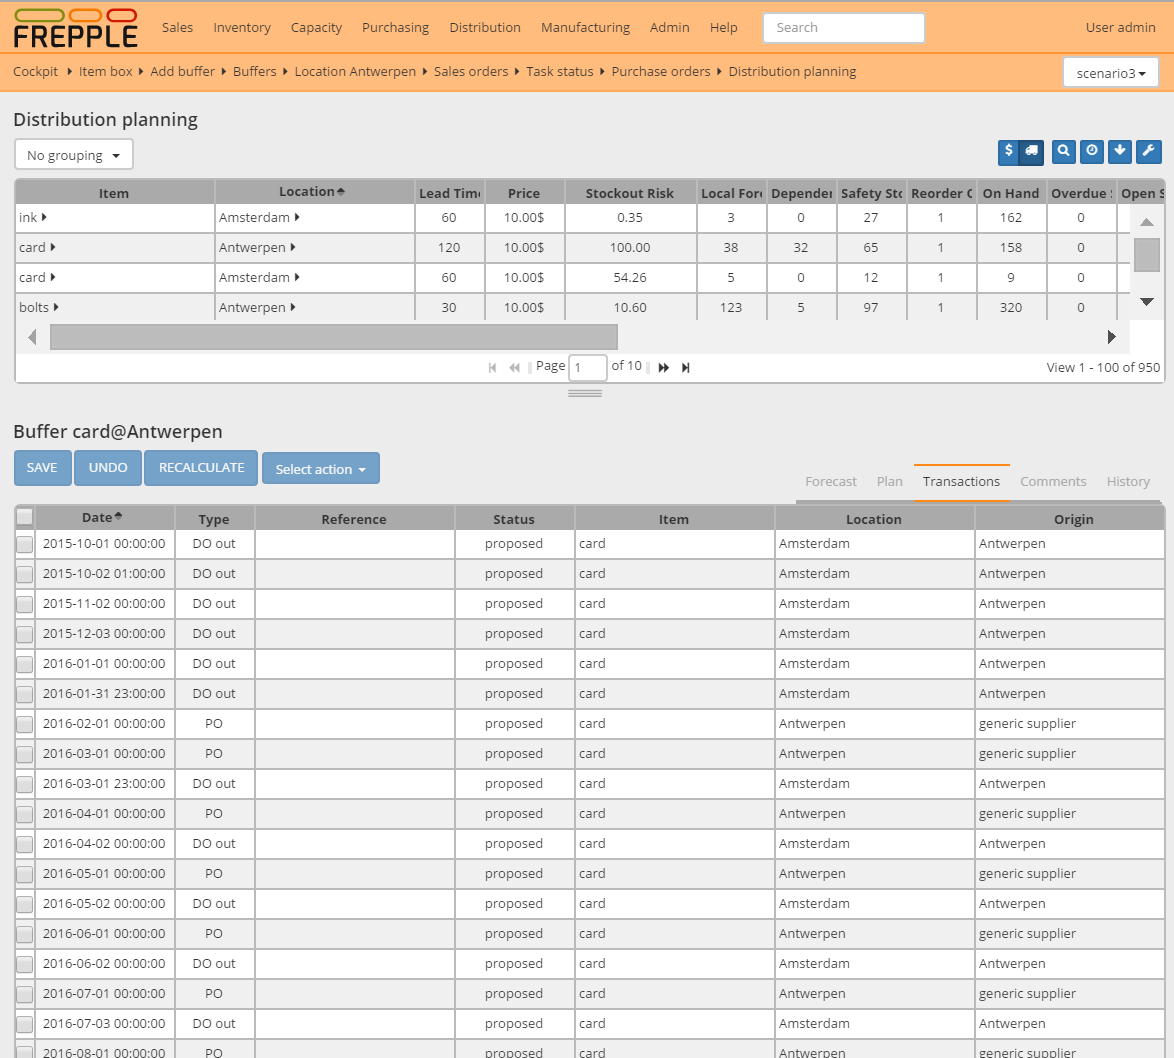 FREPPLE Sales Inventory Capacity Purchasing Distribution Manufacturing Admin Help Search User admin
Cockpit Item box Add buffer Buffers Location Antwerpen Sales orders Task status Purchase orders Distribution planning scenario3
Distribution planning
No grouping $
Item Location Lead Time Price Stockout Risk Local Fore Depender Safety Sto Reorder Q On Hand Overdue S Open S
ink Amsterdam 60 10.00$ 0.35 3 0 27 1 162 0
card Antwerpen 120 10.00$ 100.00 38 32 65 1 158 0
card Amsterdam 60 10.00$ 54.26 5 0 12 1 9 0
bolts Antwerpen 30 10.00$ 10.60 123 5 97 1 320 0
Page 1 of 10 View 1 - 100 of 950
Buffer card@Antwerpen
SAVE UNDO RECALCULATE Select action
Forecast Plan Transactions Comments History
Date Type Reference Status Item Location Origin
2015-10-01 00:00:00 DO out proposed card Amsterdam Antwerpen
2015-10-02 01:00:00 DO out proposed card Amsterdam Antwerpen
2015-11-02 00:00:00 DO out proposed card Amsterdam Antwerpen
2015-12-03 00:00:00 DO out proposed card Amsterdam Antwerpen
2016-01-01 00:00:00 DO out proposed card Amsterdam Antwerpen
2016-01-31 23:00:00 DO out proposed card Amsterdam Antwerpen
2016-02-01 00:00:00 PO proposed card Antwerpen generic supplier
2016-03-01 00:00:00 PO proposed card Antwerpen generic supplier
2016-03-01 23:00:00 DO out proposed card Amsterdam Antwerpen
2016-04-01 00:00:00 PO proposed card Antwerpen generic supplier
2016-04-02 00:00:00 DO out proposed card Amsterdam Antwerpen
2016-05-01 00:00:00 PO proposed card Antwerpen generic supplier
2016-05-02 00:00:00 DO out proposed card Amsterdam Antwerpen
2016-06-01 00:00:00 PO proposed card Antwerpen generic supplier
2016-06-02 00:00:00 DO out proposed card Amsterdam Antwerpen
2016-07-01 00:00:00 PO proposed card Antwerpen generic supplier
2016-07-03 00:00:00 DO out proposed card Amsterdam Antwerpen
2016-08-01 00:00:00 PO proposed card Antwerpen generic supplier